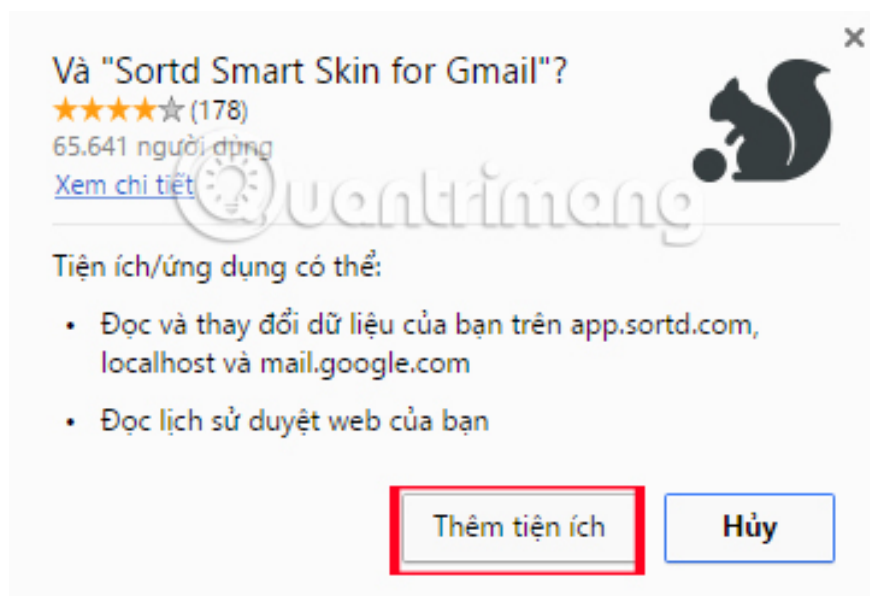 Và "Sortd Smart Skin for Gmail"?
(178)
65.641 người dùng
Xem chi tiết
Quantrimang
Tiện ích/ứng dụng có thể:
• Đọc và thay đổi dữ liệu của bạn trên app.sortd.com,
localhost và mail.google.com
• Đọc lịch sử duyệt web của bạn
Thêm tiện ích
Hủy